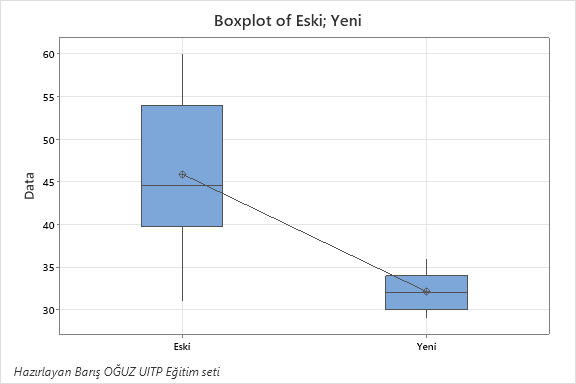 Boxplot of Eski; Yeni
60
55
50
45
40
35
30
Data
Eski
Yeni
Hazırlayan Barış OĞUZ UITP Eğitim seti